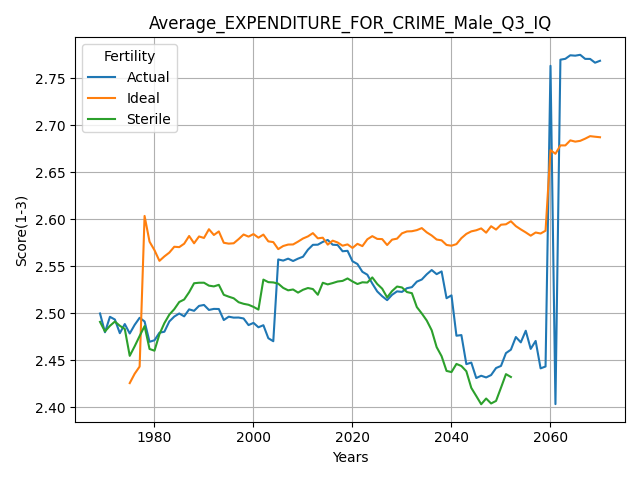 Average_EXPENDITURE_FOR_CRIME_Male_Q3_IQ
Fertility
Actual
Ideal
Sterile
Score(1-3)
2.75
2.70
2.65
2.60
2.55
2.50
2.45
2.40
1980 2000 2020 2040 2060
Years